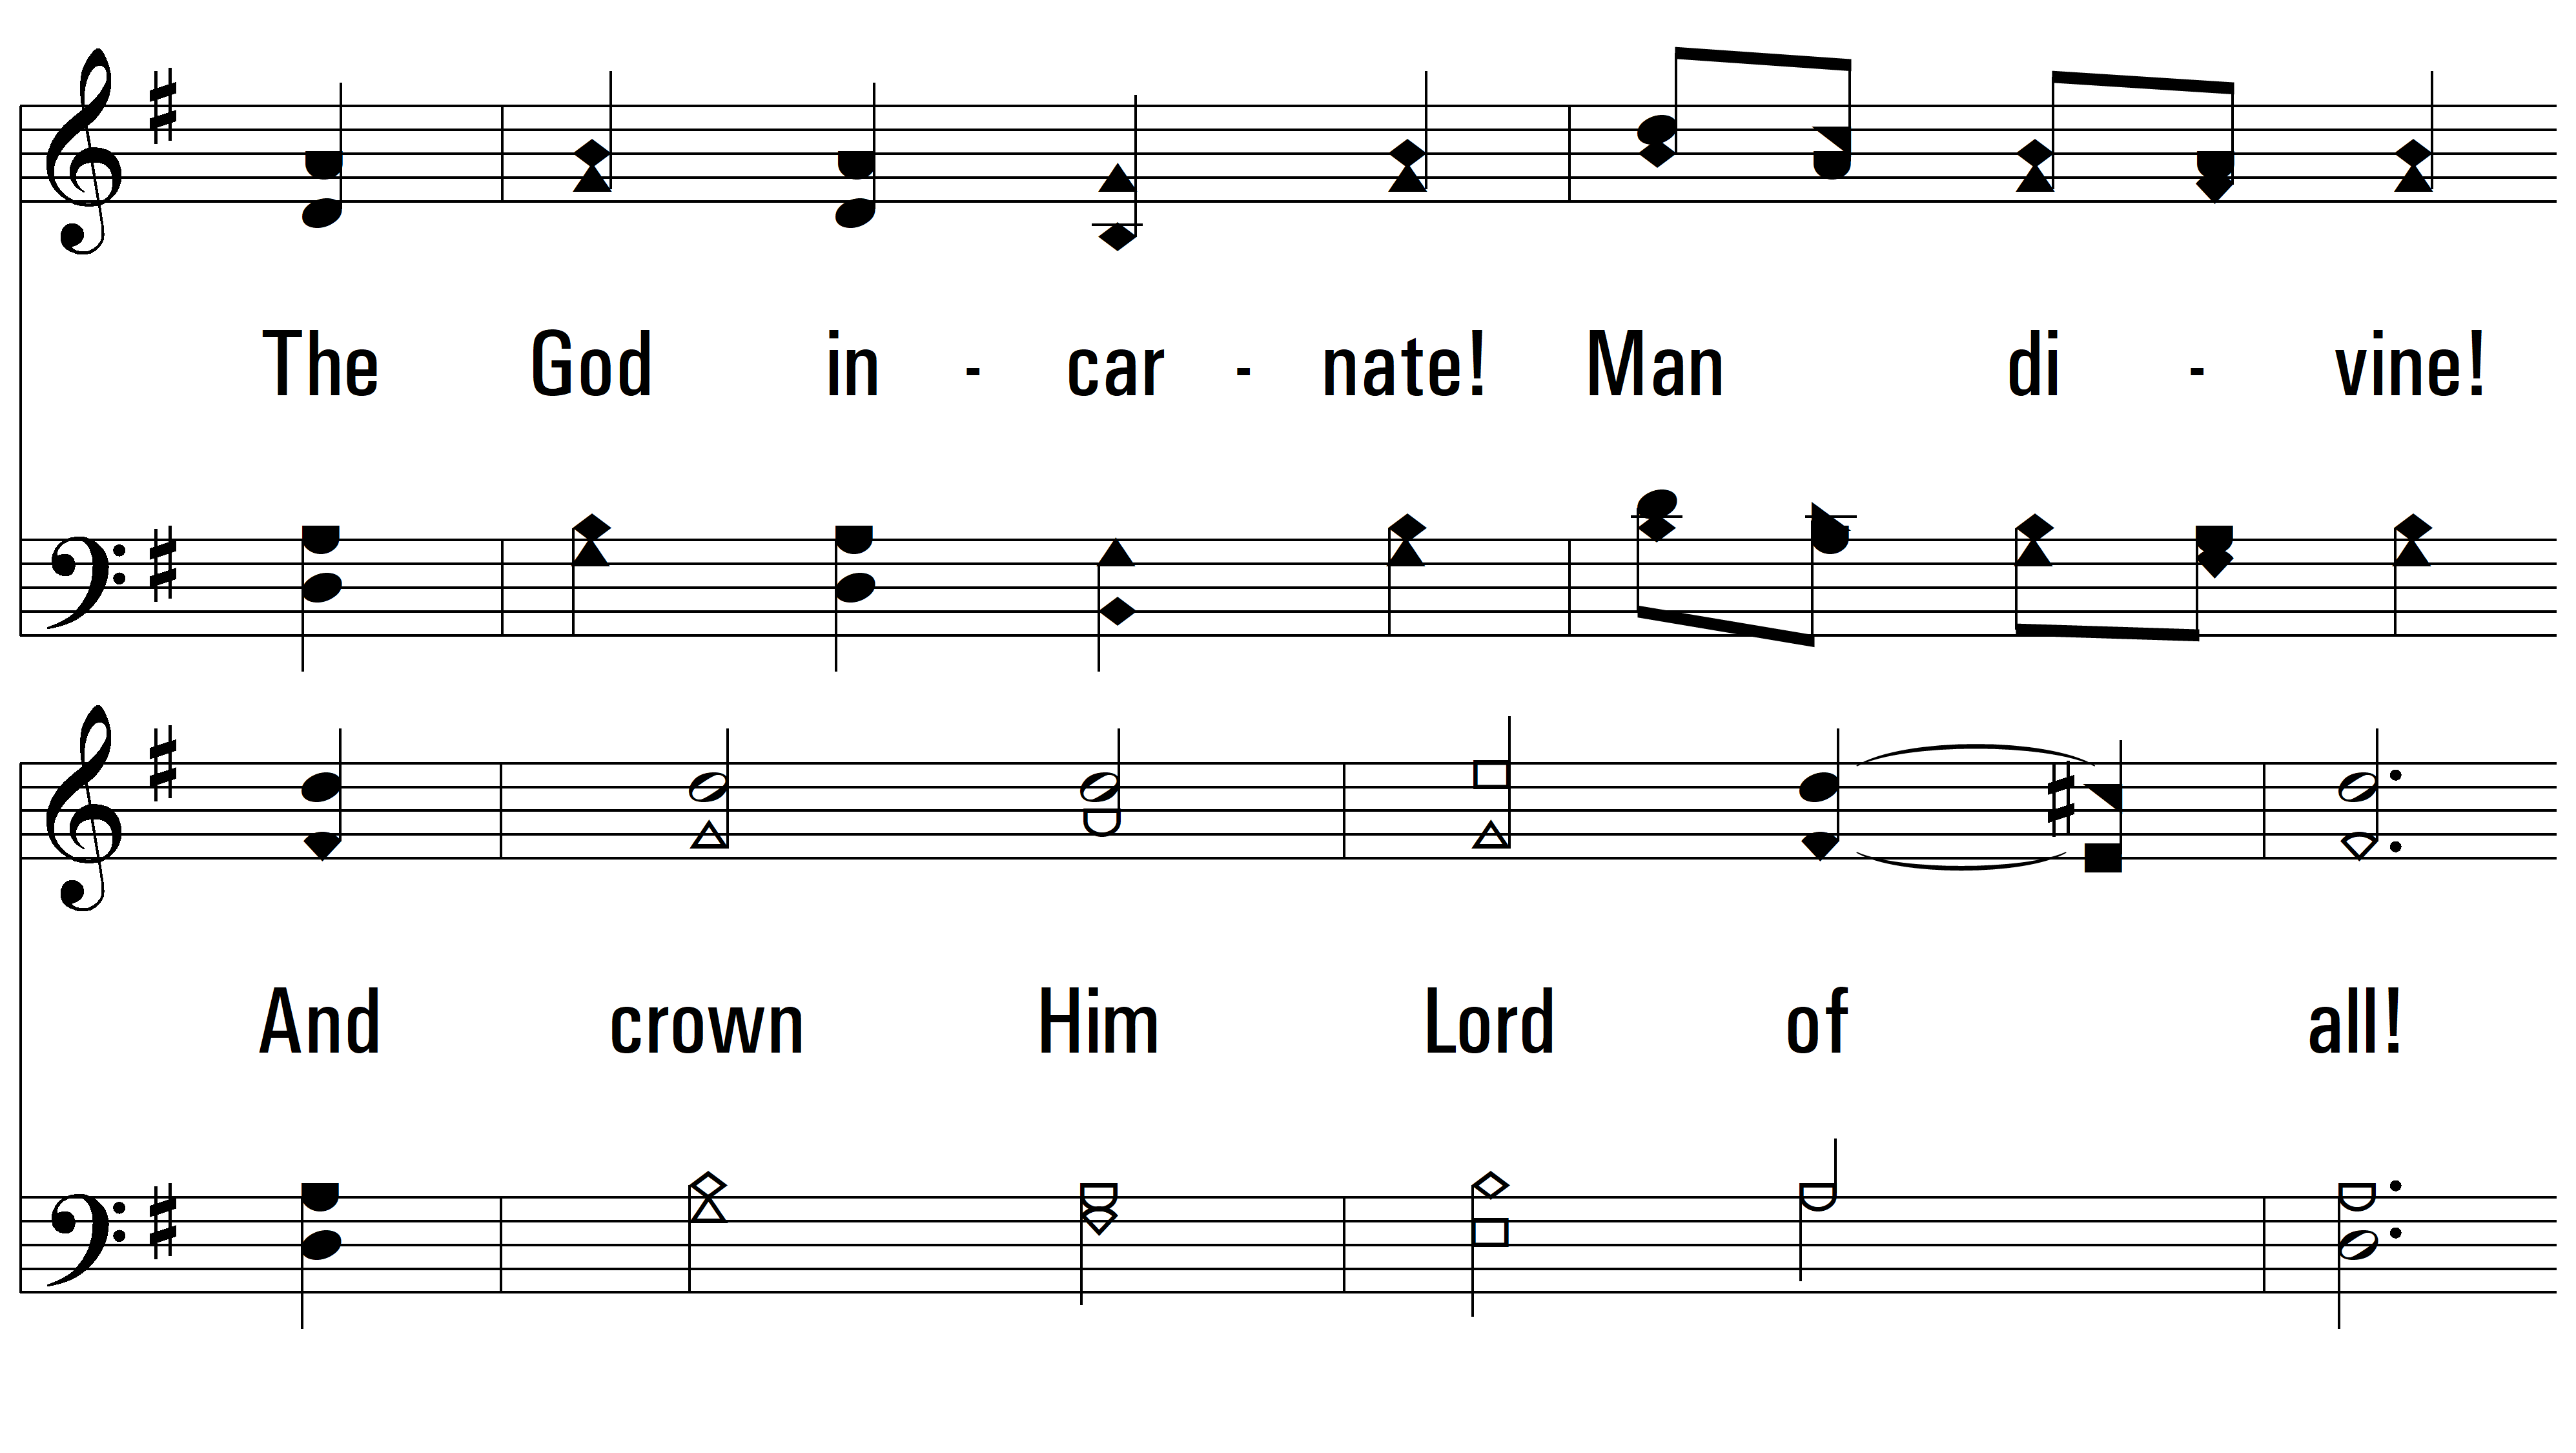 The God in - car - nate! Man di - vine!
And crown Him Lord of all!